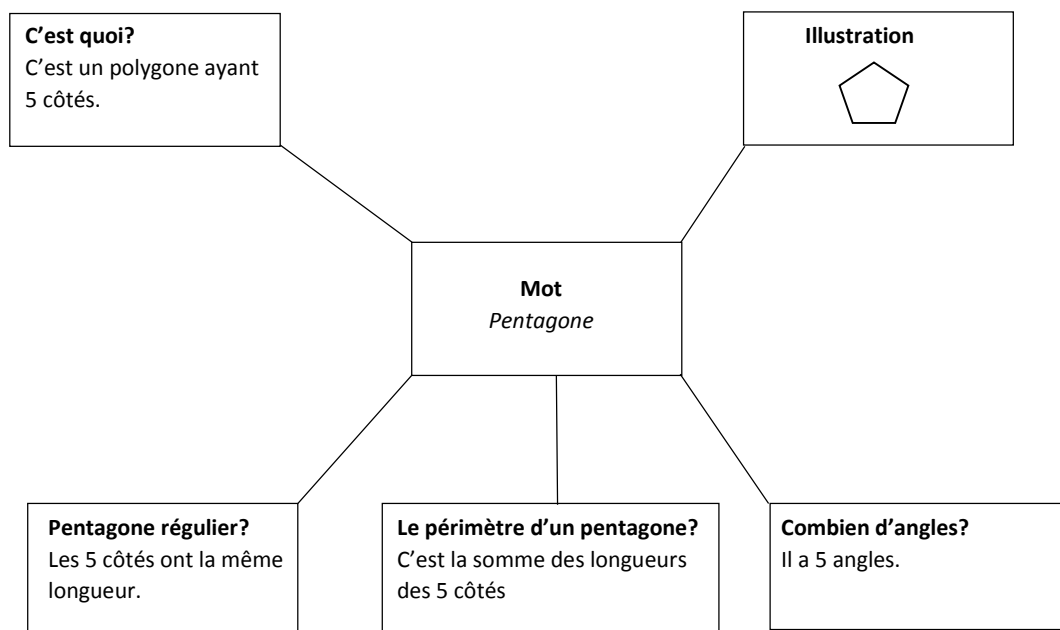 C’est quoi?
C’est un polygone ayant
5 côtés.
Illustration
Mot
Pentagone
Pentagone régulier?
Les 5 côtés ont la même
longueur.
Le périmètre d’un pentagone?
C’est la somme des longueurs
des 5 côtés
Combien d’angles?
Il a 5 angles.